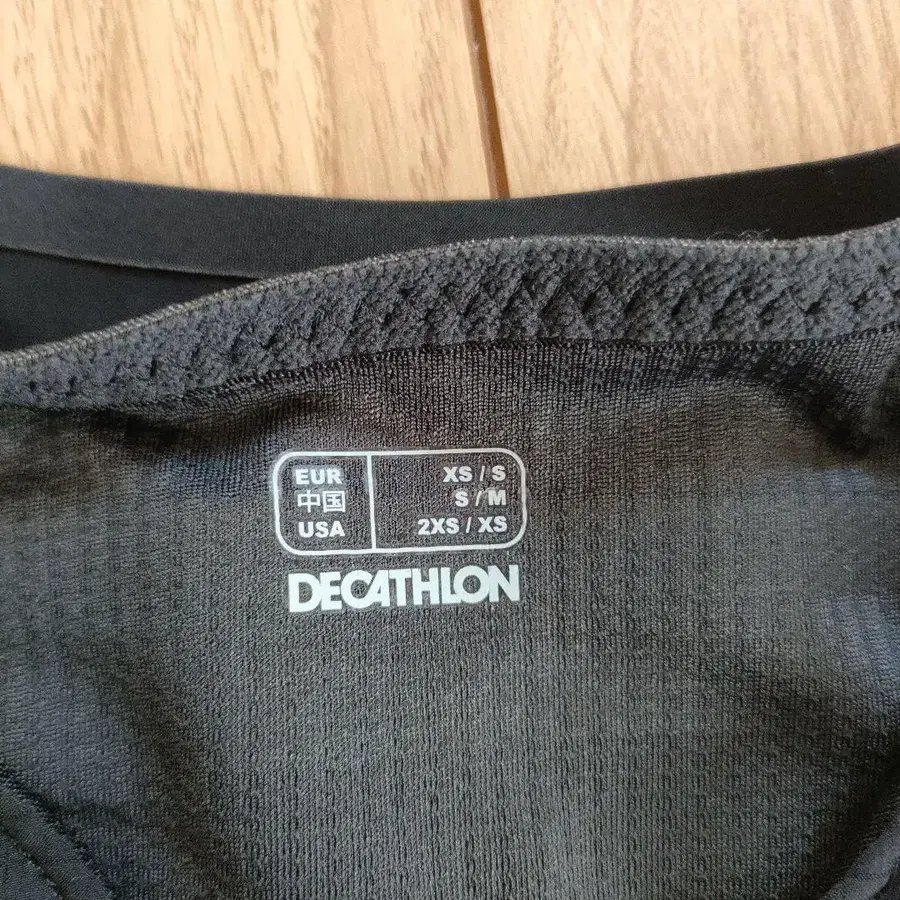 EUR XS / S
中国 S / M
USA 2XS / XS
DECATHLON